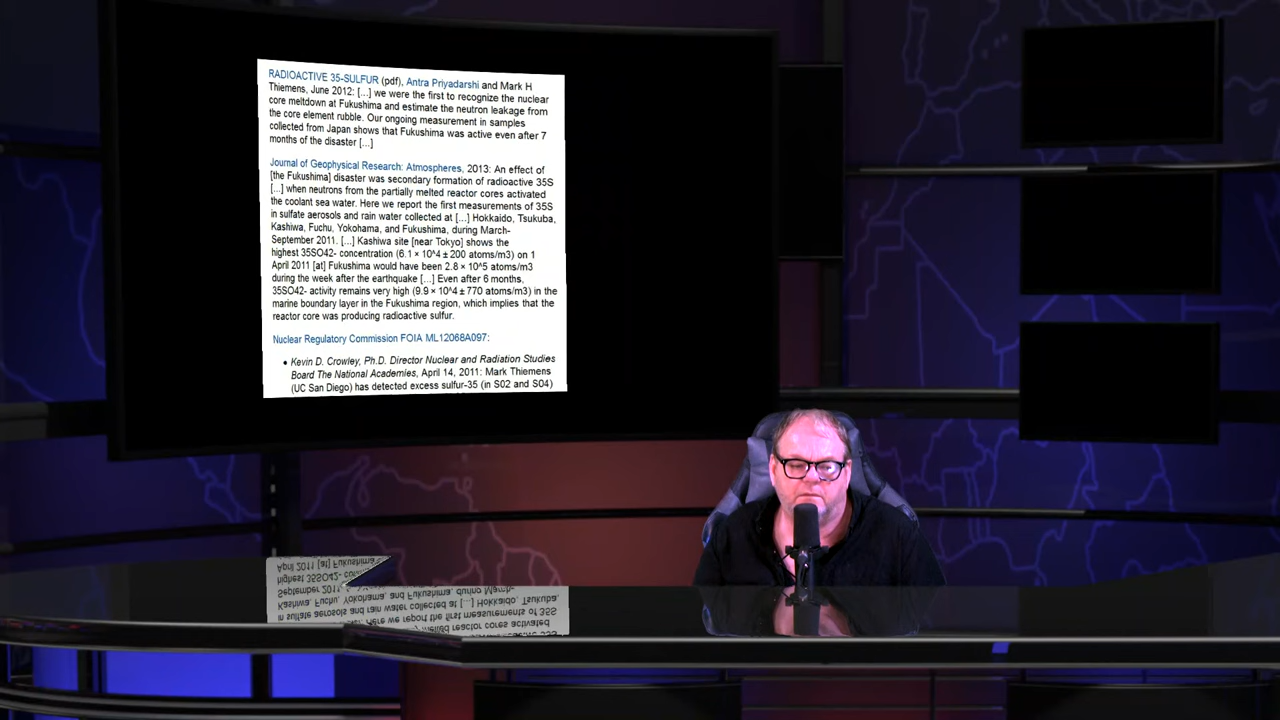 RADIOACTIVE 35-SULFUR (pdf), Antra Priyadarshi and Mark H
Thiemens, June 2012: [...] we were the first to recognize the nuclear
core meltdown at Fukushima and estimate the neutron leakage from
the core element rubble. Our ongoing measurement in samples
collected from Japan shows that Fukushima was active even after 7
months of the disaster [...]
Journal of Geophysical Research: Atmospheres, 2013: An effect of
[the Fukushima] disaster was secondary formation of radioactive 35S
[...] when neutrons from the partially melted reactor cores activated
the coolant sea water. Here we report the first measurements of 35S
in sulfate aerosols and rain water collected at [...] Hokkaido, Tsukuba,
Kashiwa, Fuchu, Yokohama, and Fukushima, during March-
September 2011. [...] Kashiwa site [near Tokyo] shows the
highest 35SO42- concentration (6.1 × 10^4 ± 200 atoms/m3) on 1
April 2011 [at] Fukushima would have been 2.8 × 10^5 atoms/m3
during the week after the earthquake [...] Even after 6 months,
35SO42- activity remains very high (9.9 × 10^4 ± 770 atoms/m3) in the
marine boundary layer in the Fukushima region, which implies that the
reactor core was producing radioactive sulfur.
Nuclear Regulatory Commission FOIA ML12068A097:
• Kevin D. Crowley, Ph.D. Director Nuclear and Radiation Studies
Board The National Academies, April 14, 2011: Mark Thiemens
(UC San Diego) has detected excess sulfur-35 (in S02 and S04)